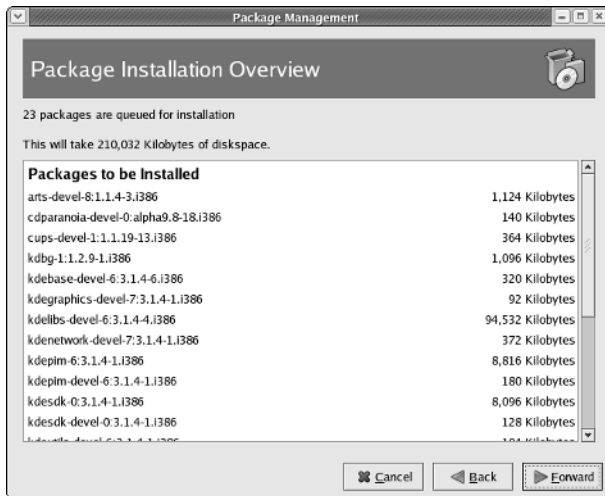 Package Management
Package Installation Overview
23 packages are queued for installation
This will take 210,032 Kilobytes of diskspace.
Packages to be Installed
arts-devel-8:1.1.4-3.i386 1,124 Kilobytes
cdparanoia-devel-0:alpha9.8-18.i386 140 Kilobytes
cups-devel-1:1.1.19-13.i386 364 Kilobytes
kdbg-1:1.2.9-1.i386 1,096 Kilobytes
kdebase-devel-6:3.1.4-6.i386 320 Kilobytes
kdegraphics-devel-7:3.1.4-1.i386 92 Kilobytes
kdelibs-devel-6:3.1.4-4.i386 94,532 Kilobytes
kdenetwork-devel-7:3.1.4-1.i386 372 Kilobytes
kdepim-6:3.1.4-1.i386 8,816 Kilobytes
kdepim-devel-6:3.1.4-1.i386 180 Kilobytes
kdesdk-0:3.1.4-1.i386 8,096 Kilobytes
kdesdk-devel-0:3.1.4-1.i386 128 Kilobytes
Cancel Back Forward